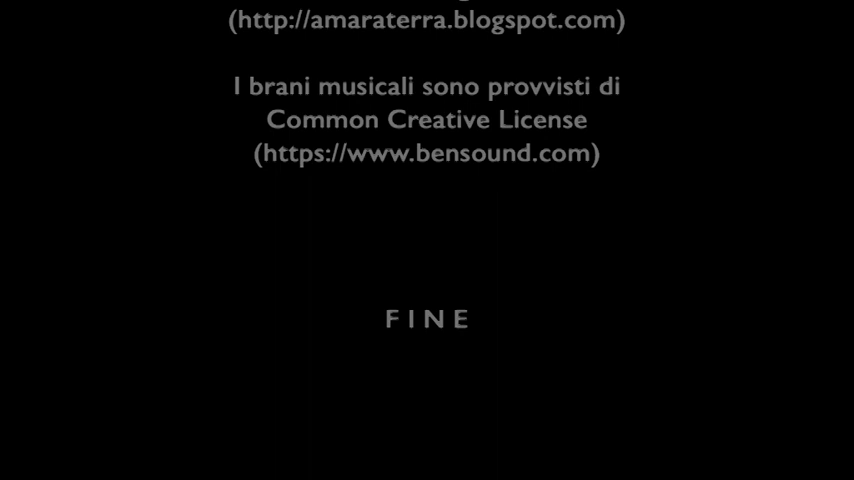 (http://amaraterra.blogspot.com)
I brani musicali sono provvisti di
Common Creative License
(https://www.bensound.com)
F I N E